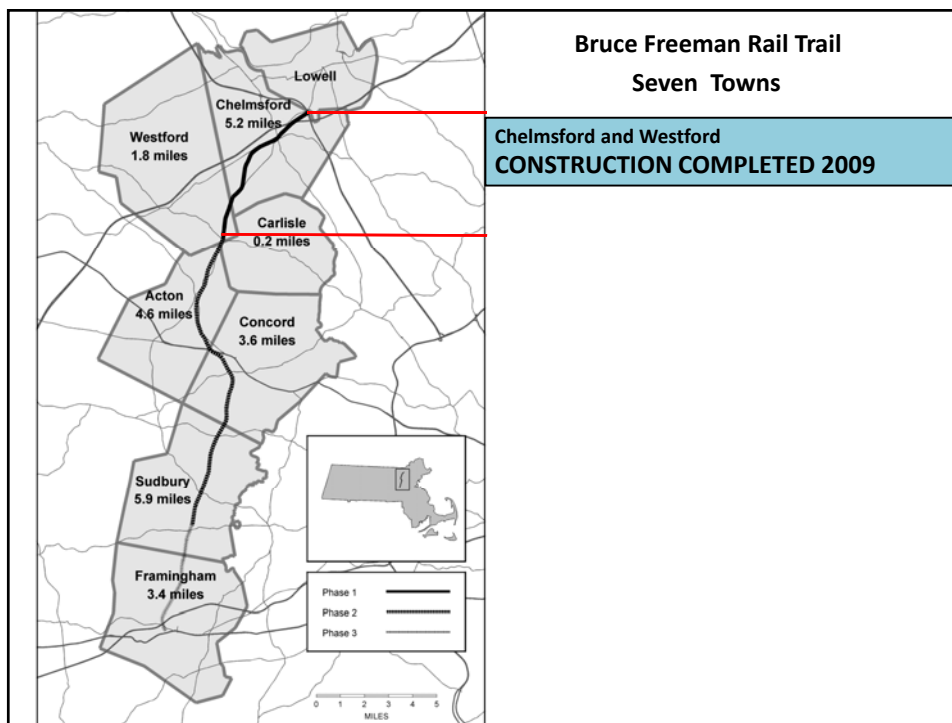 Bruce Freeman Rail Trail
Seven Towns
Chelmsford and Westford
CONSTRUCTION COMPLETED 2009
Lowell
Chelmsford
5.2 miles
Westford
1.8 miles
Carlisle
0.2 miles
Acton
4.6 miles
Concord
3.6 miles
Sudbury
5.9 miles
Framingham
3.4 miles
Phase 1
Phase 2
Phase 3
0 1 2 3 4 5
MILES